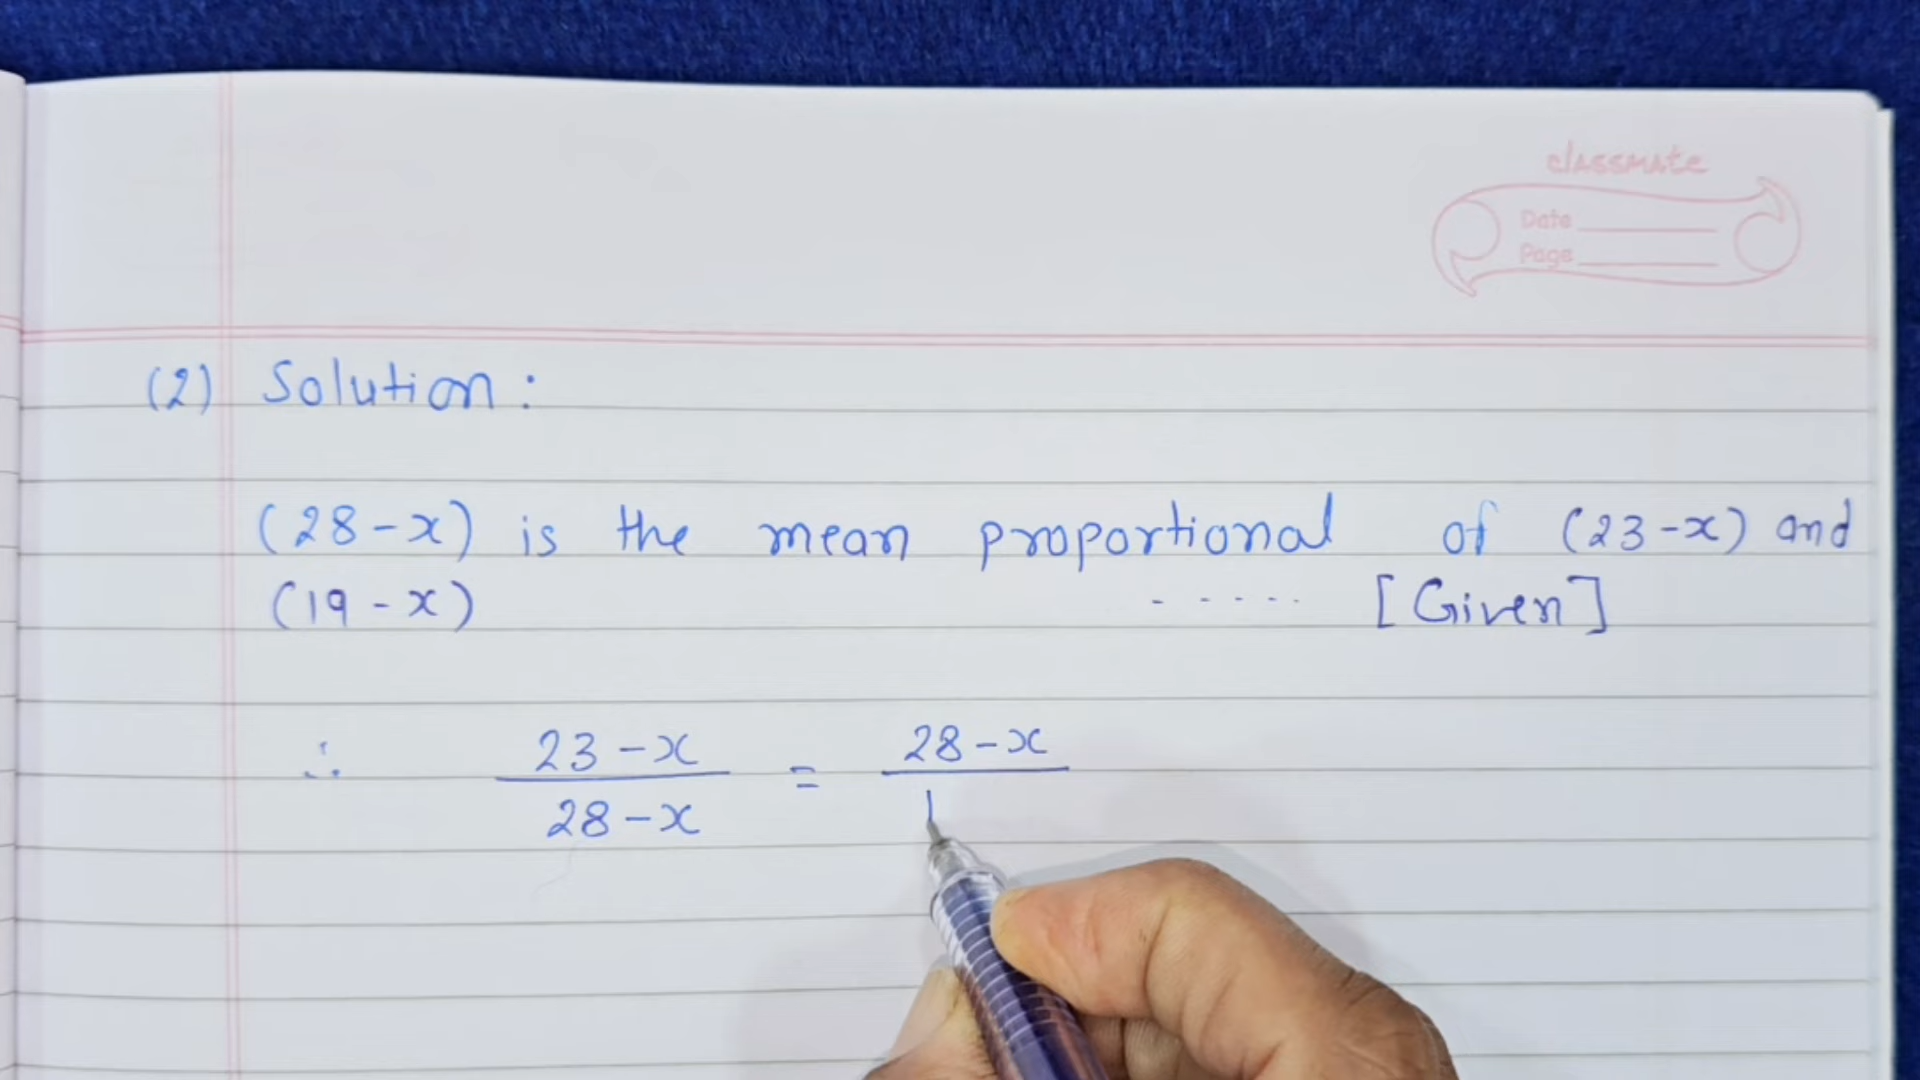 classmate
Date
Page
(2) Solution:
(28-x) is the mean proportional of (23-x) and
(19-x) ..... [Given]
∴ 23-x / 28-x = 28-x / 1